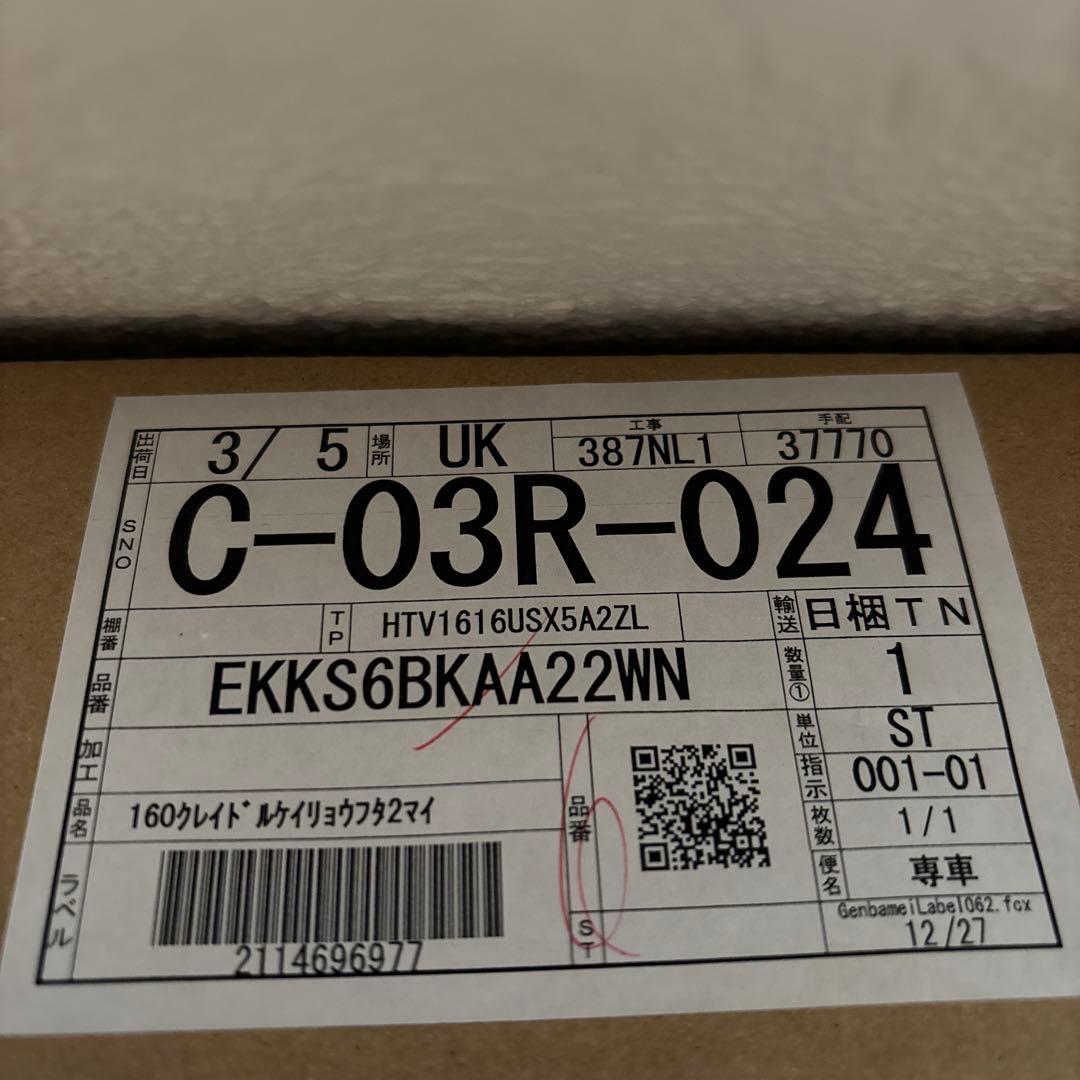 出荷日 3/ 5 場所 UK 工事 387NL1 手配 37770
SNO C-03R-024
棚番 TP HTV1616USX5A2ZL 輸送 日梱TN
品番 EKKS6BKAA22WN 数量① 1
加工 単位 ST
指示 001-01
品名 160クレイドルケイリョウフタ2マイ 品番 枚数 1/1
ラベル 便名 専車
GenbameiLabel062.fcx
2114696977 ST 12/27